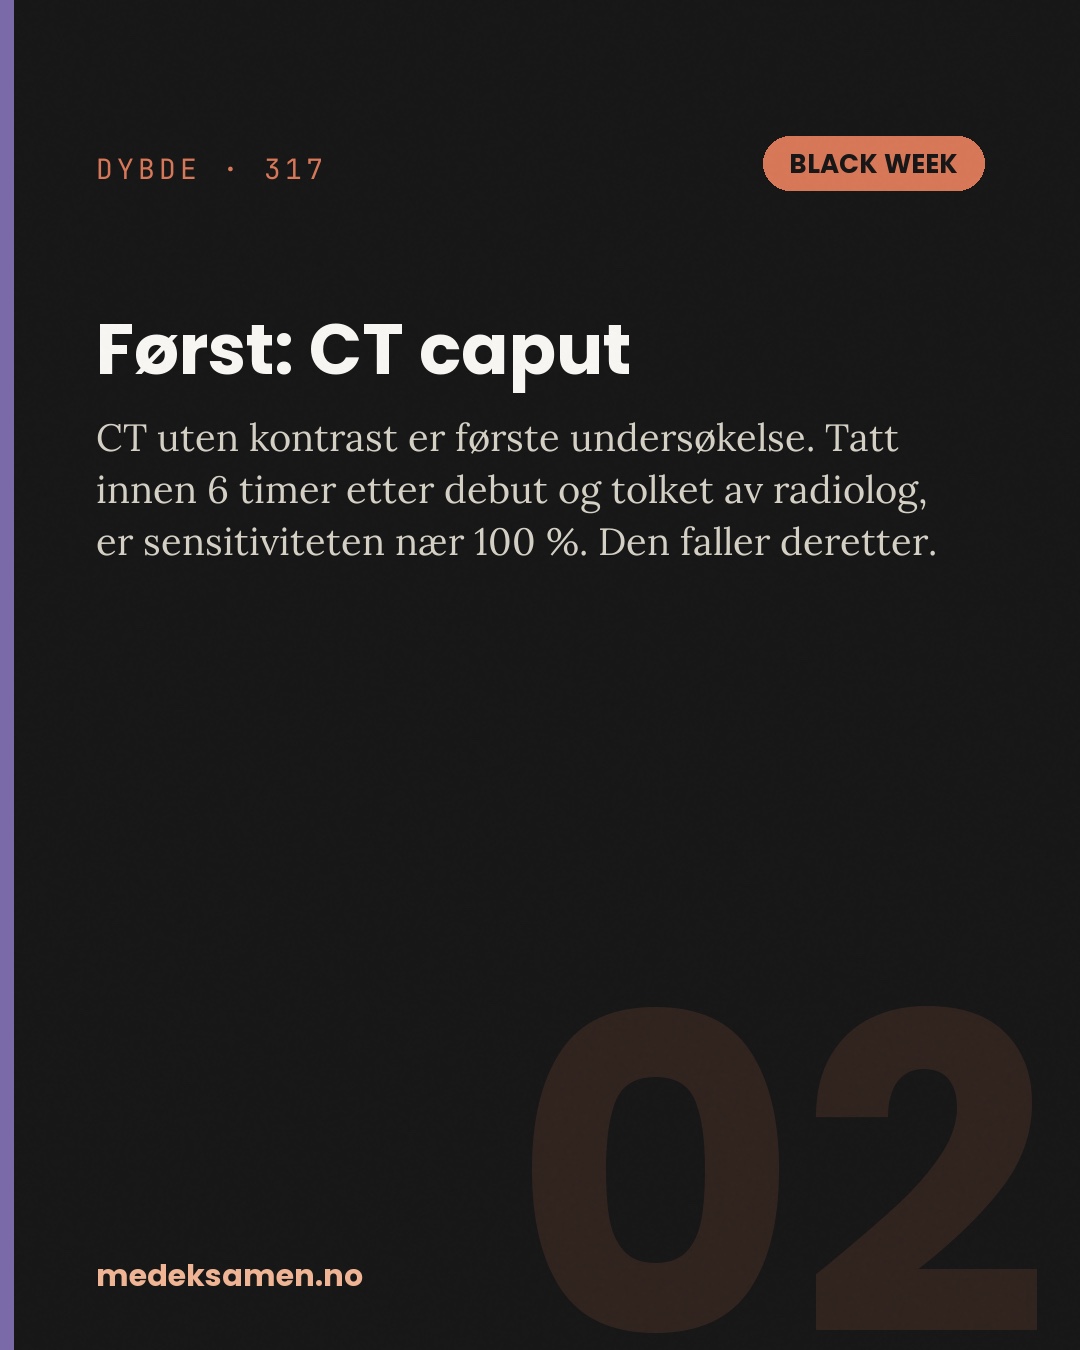 DYBDE · 317
BLACK WEEK
Først: CT caput
CT uten kontrast er første undersøkelse. Tatt
innen 6 timer etter debut og tolket av radiolog,
er sensitiviteten nær 100 %. Den faller deretter.
02
medeksamen.no